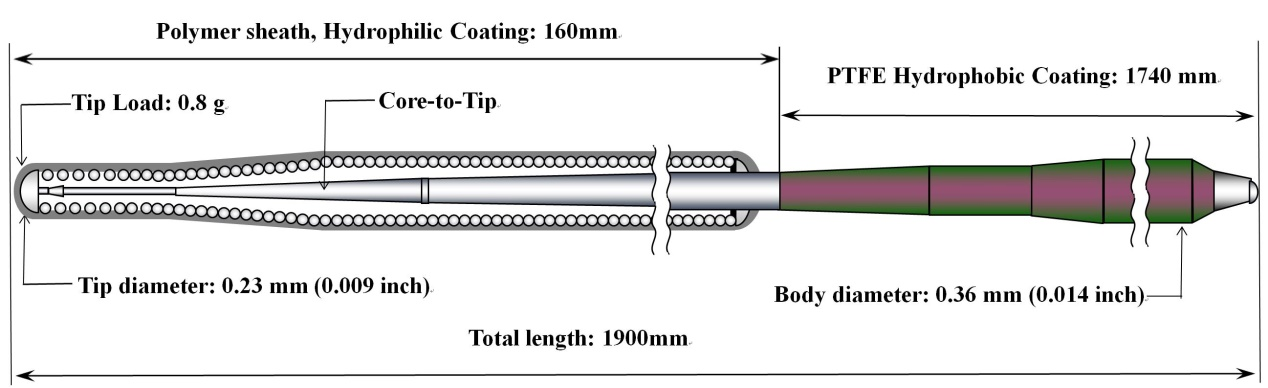 Polymer sheath, Hydrophilic Coating: 160mm
PTFE Hydrophobic Coating: 1740 mm
Tip Load: 0.8 g
Core-to-Tip
Tip diameter: 0.23 mm (0.009 inch)
Body diameter: 0.36 mm (0.014 inch)
Total length: 1900mm